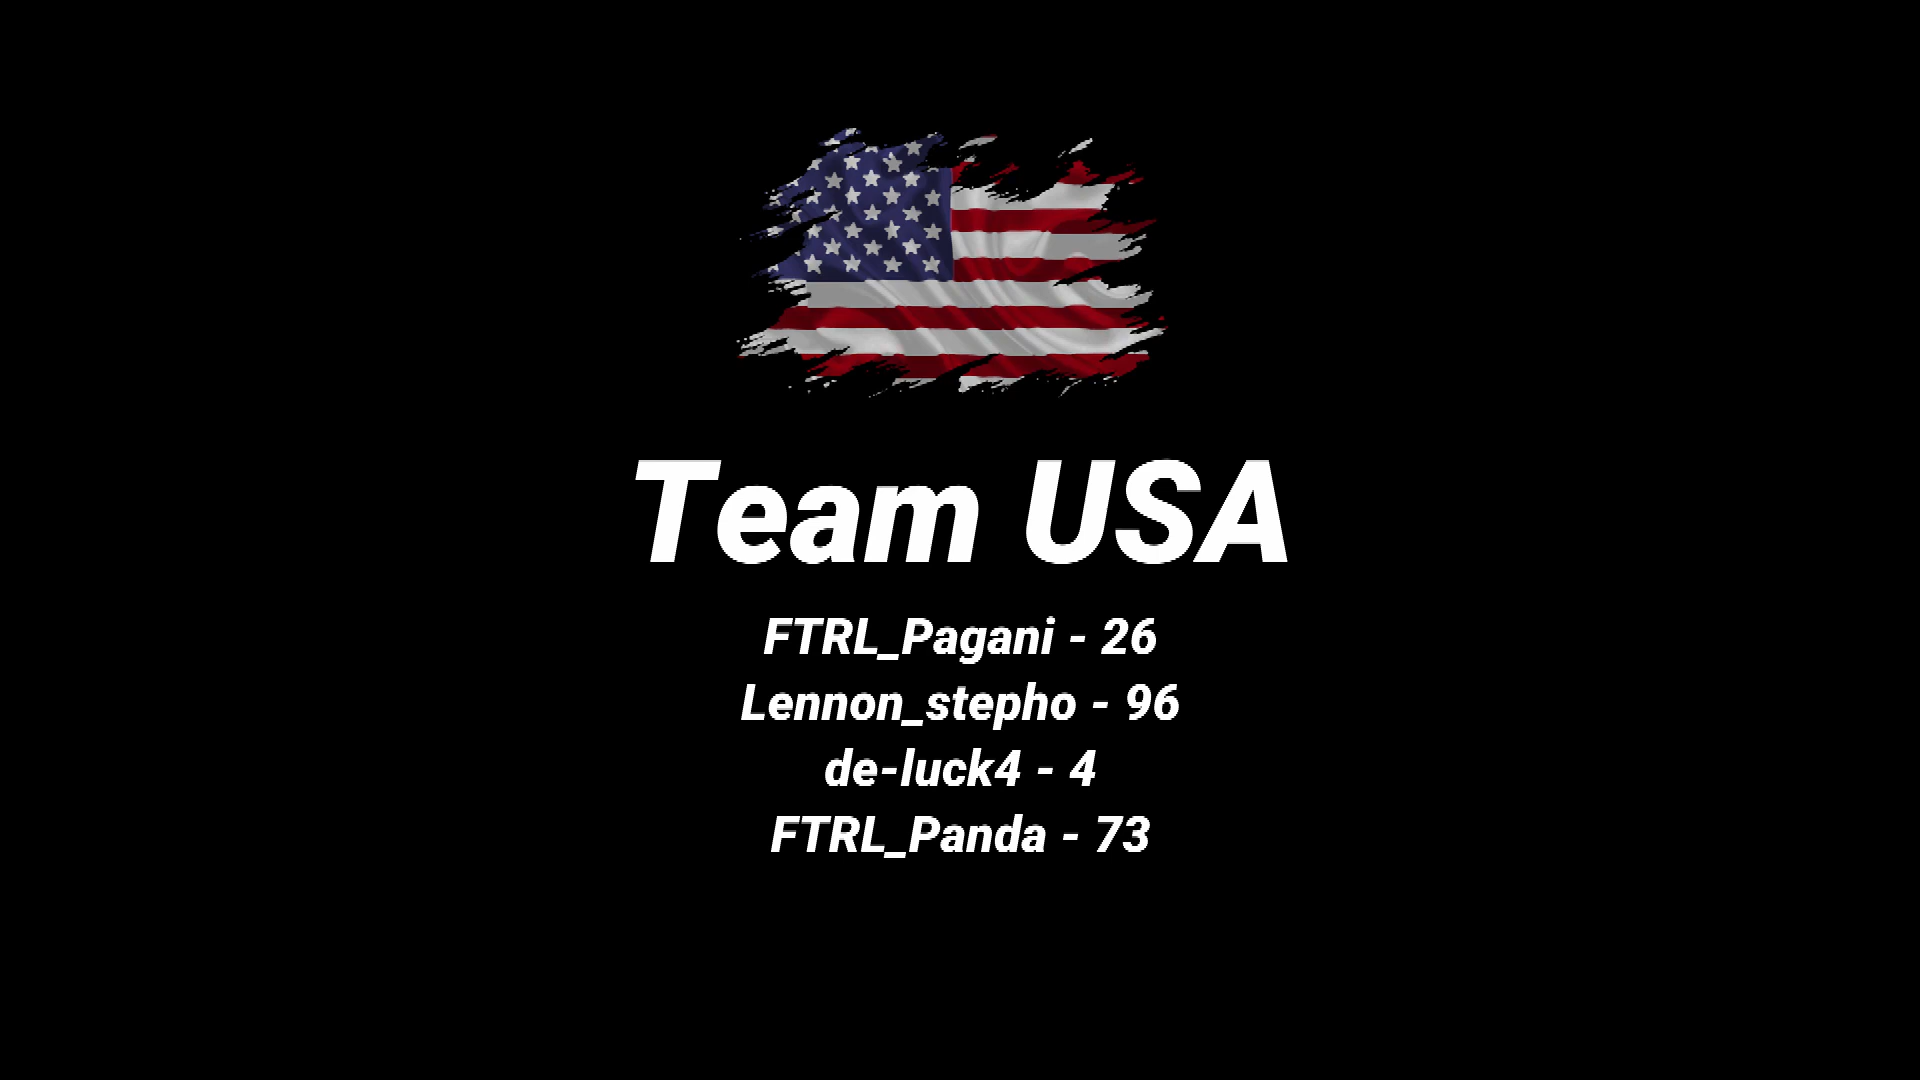 Team USA
FTRL_Pagani - 26
Lennon_stepho - 96
de-luck4 - 4
FTRL_Panda - 73